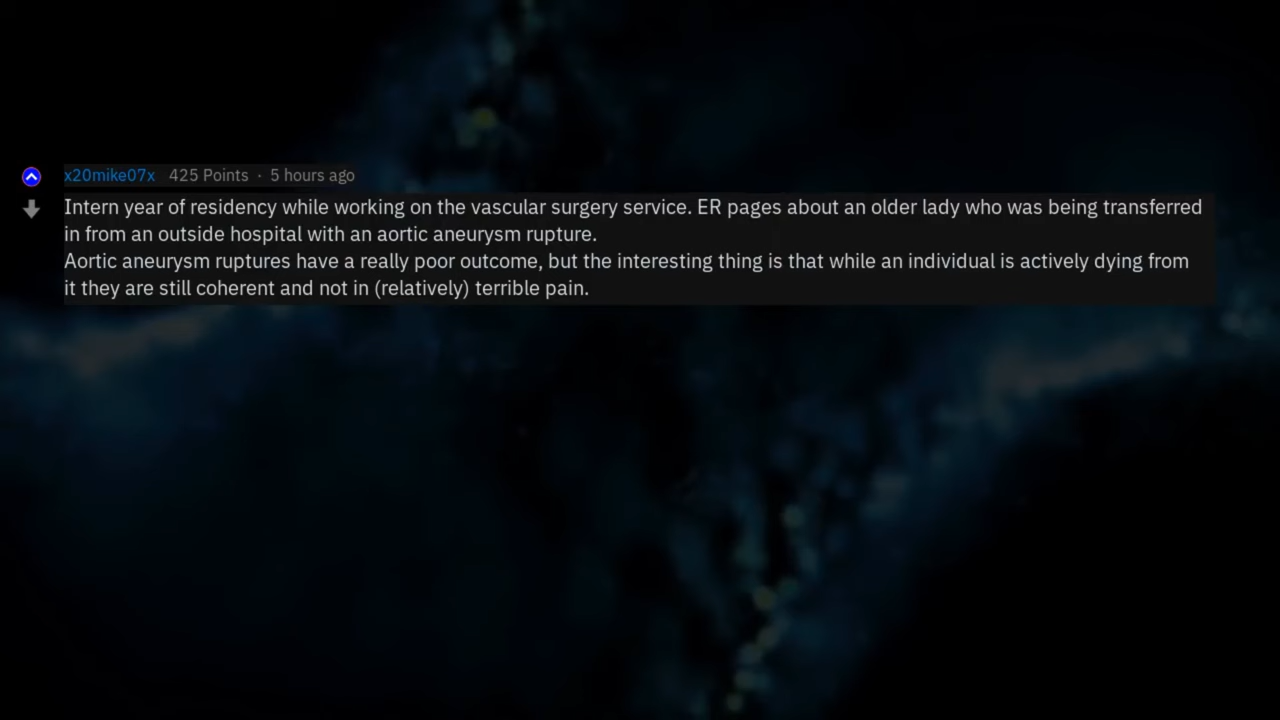 x20mike07x 425 Points · 5 hours ago
Intern year of residency while working on the vascular surgery service. ER pages about an older lady who was being transferred
in from an outside hospital with an aortic aneurysm rupture.
Aortic aneurysm ruptures have a really poor outcome, but the interesting thing is that while an individual is actively dying from
it they are still coherent and not in (relatively) terrible pain.